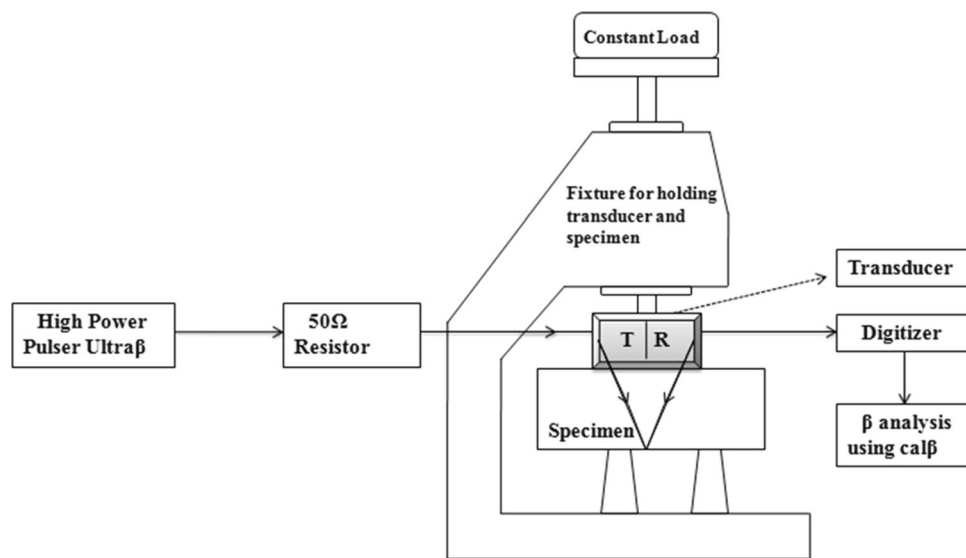 Constant Load
Fixture for holding
transducer and
specimen
Transducer
High Power
Pulser Ultraβ
50Ω
Resistor
T R
Digitizer
Specimen
β analysis
using calβ